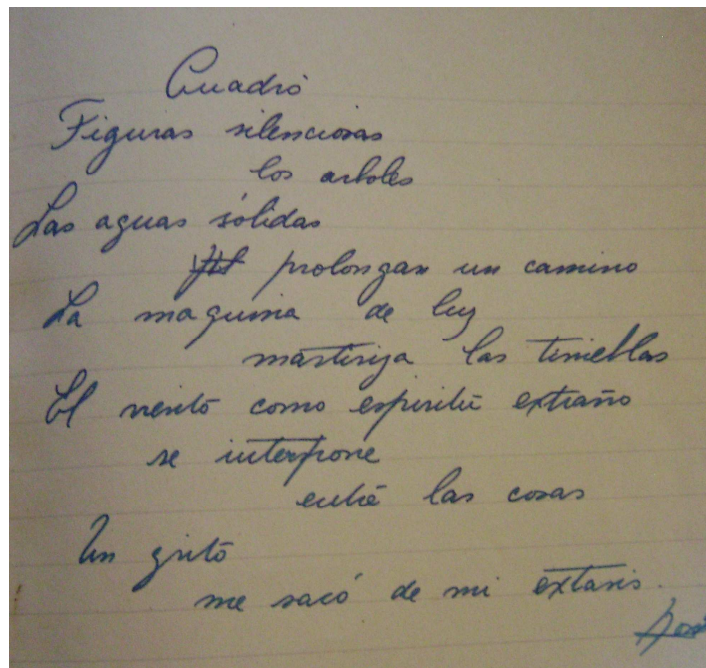 Cuadro
Figuras silenciosas
los arboles
Las aguas sólidas
prolongan un camino
La maquina de luz
martiriza las tinieblas
El viento como espiritu extraño
se interpone
entre las cosas
Un grito
me sacó de mi extasis.